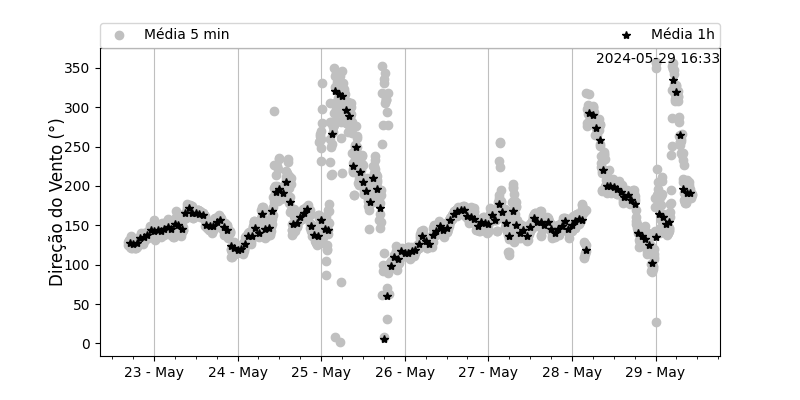 Média 5 min
Média 1h
2024-05-29 16:33
Direção do Vento (°)
350
300
250
200
150
100
50
0
23 - May
24 - May
25 - May
26 - May
27 - May
28 - May
29 - May